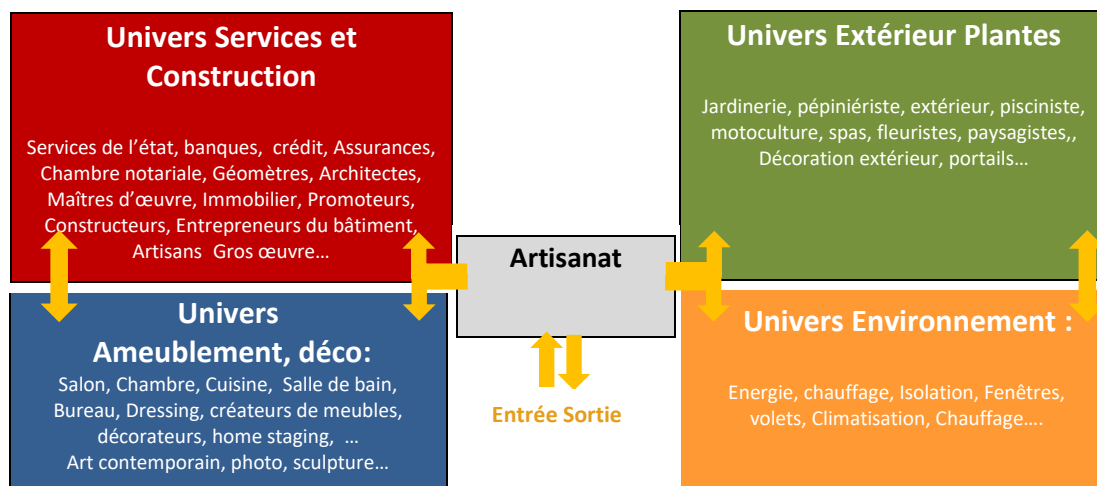 Univers Services et
Construction
Services de l’état, banques,  crédit, Assurances,
Chambre notariale, Géomètres, Architectes,
Maîtres d’œuvre, Immobilier, Promoteurs,
Constructeurs, Entrepreneurs du bâtiment,
Artisans  Gros œuvre…
Univers Extérieur Plantes
Jardinerie, pépiniériste, extérieur, pisciniste,
motoculture, spas, fleuristes, paysagistes,,
Décoration extérieur, portails…
Artisanat
Entrée Sortie
Univers
Ameublement, déco:
Salon, Chambre, Cuisine,  Salle de bain,
Bureau, Dressing, créateurs de meubles,
décorateurs, home staging,  …
Art contemporain, photo, sculpture…
Univers Environnement :
Energie, chauffage, Isolation, Fenêtres,
volets, Climatisation, Chauffage….